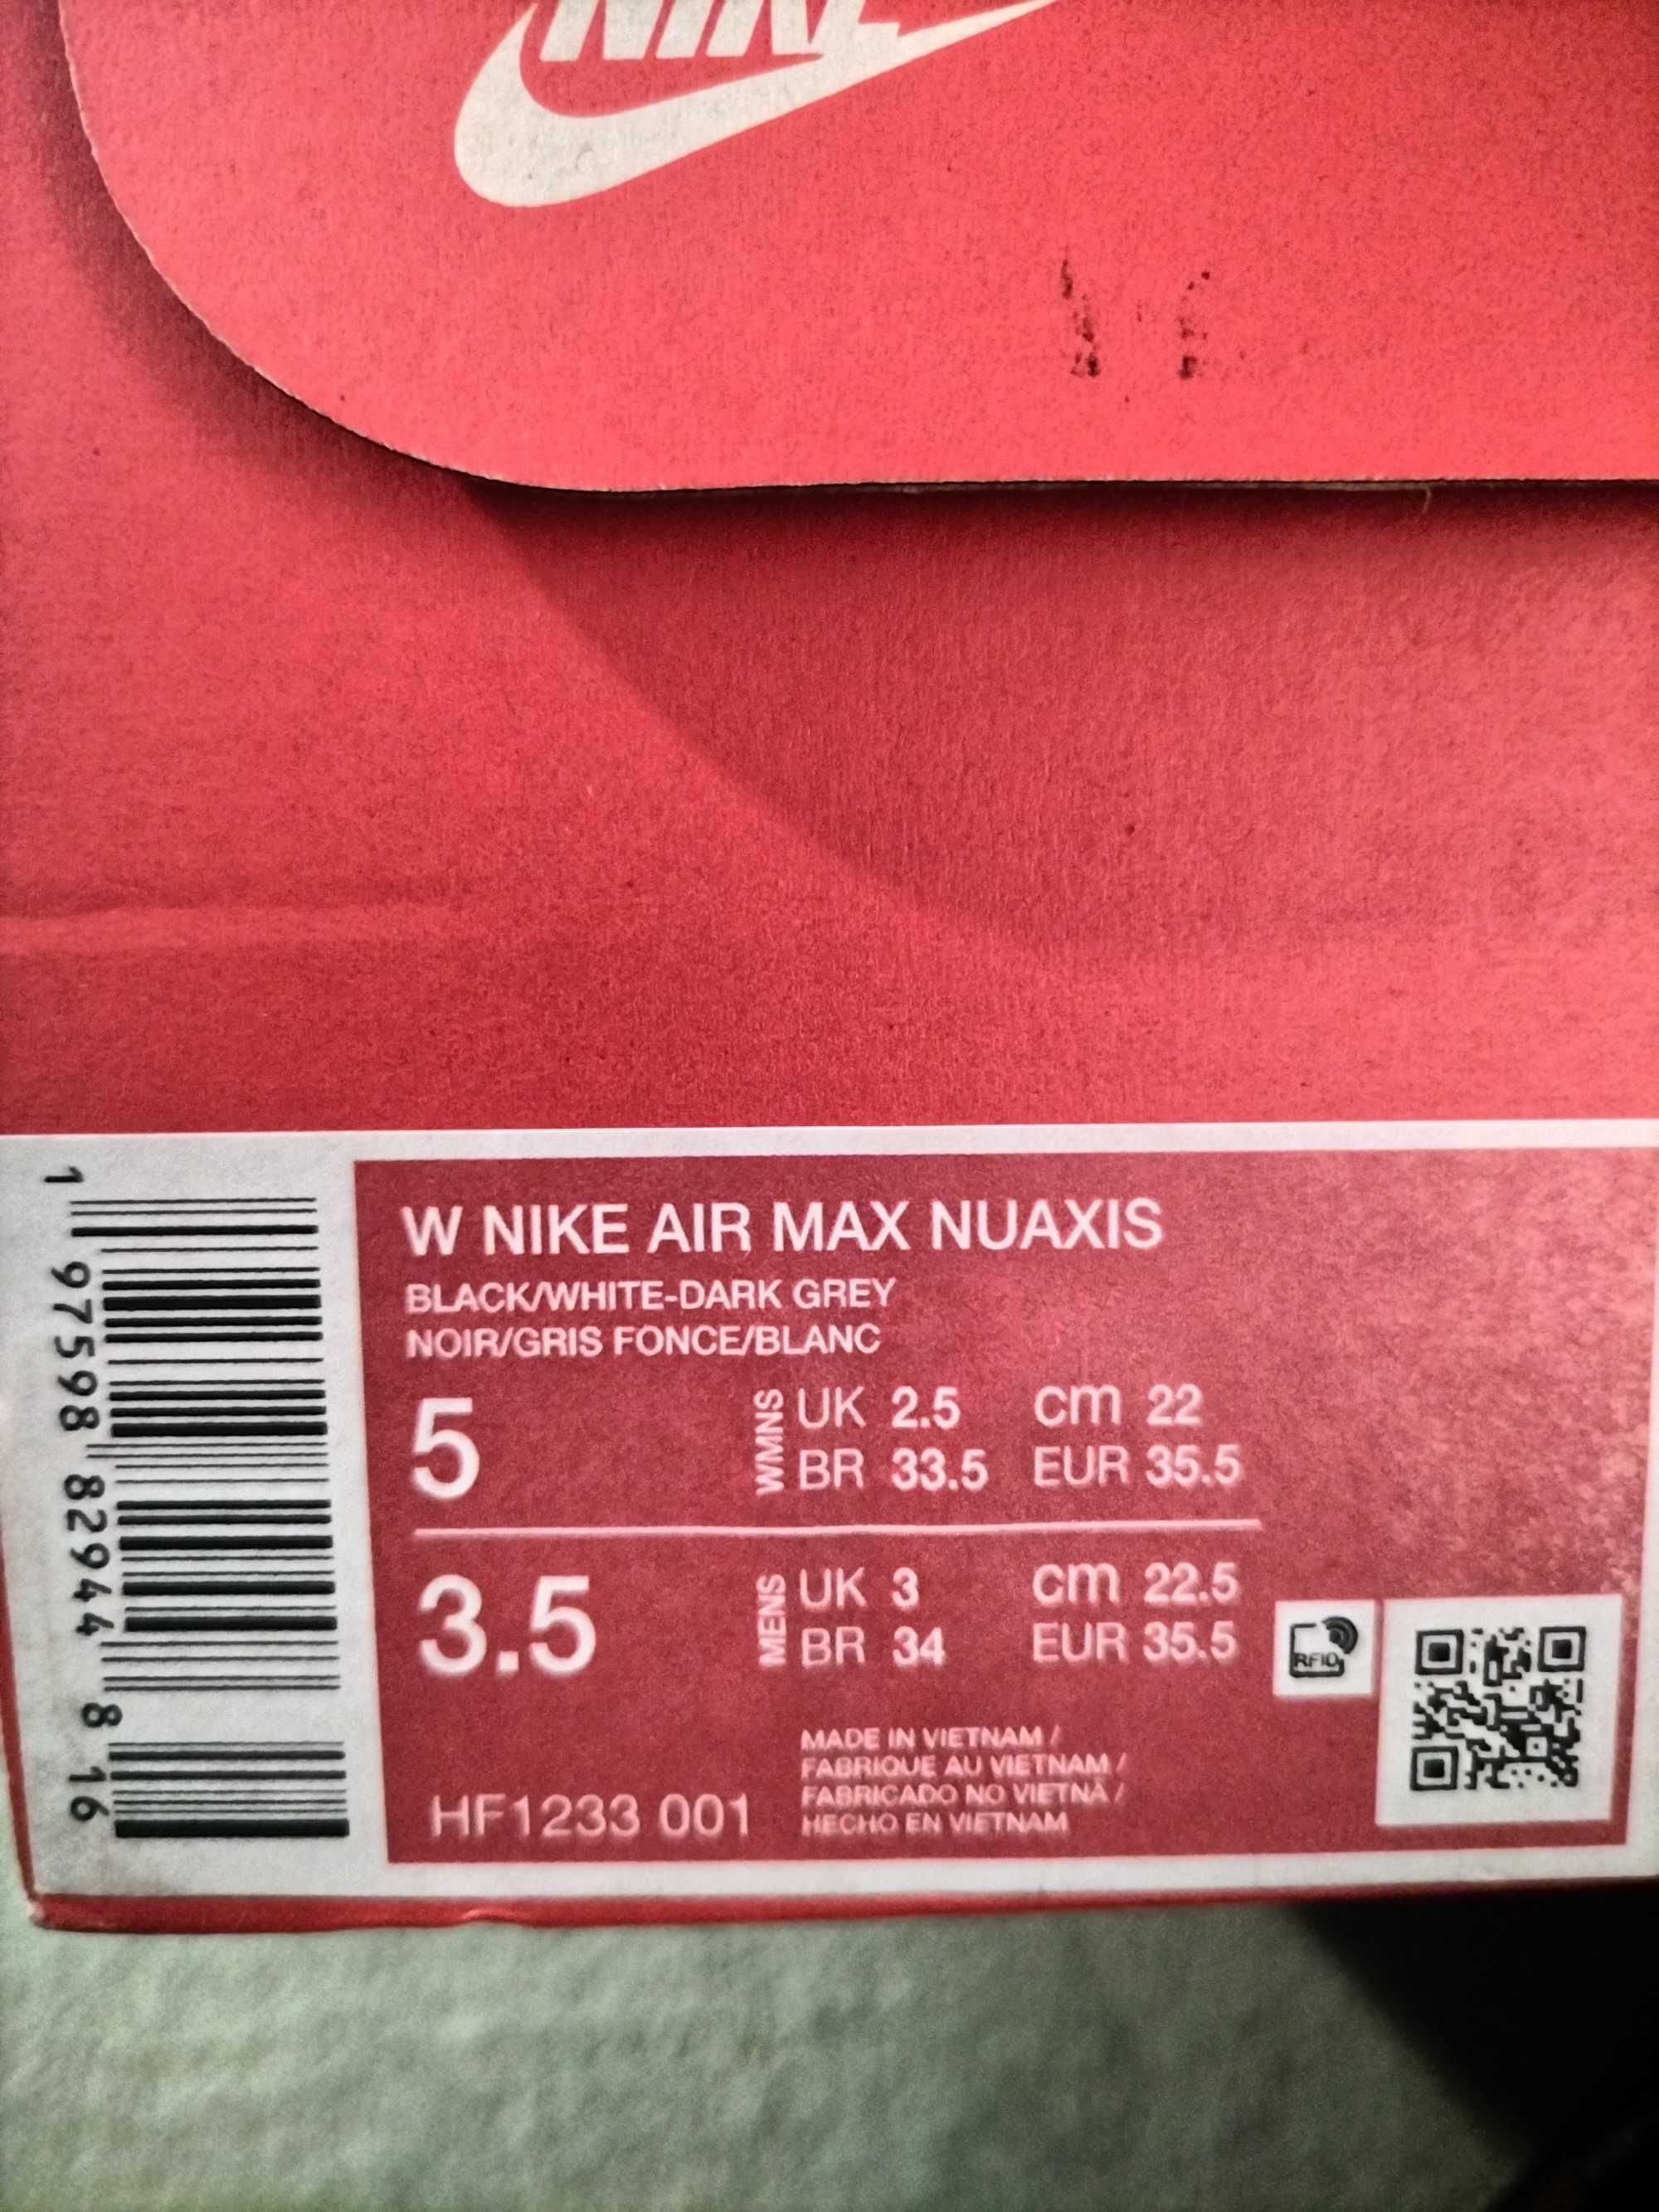 NIKE
W NIKE AIR MAX NUAXIS
BLACK/WHITE-DARK GREY
NOIR/GRIS FONCE/BLANC
5 WMNS UK 2.5 cm 22
BR 33.5 EUR 35.5
3.5 MENS UK 3 cm 22.5
BR 34 EUR 35.5
RFID
HF1233 001
MADE IN VIETNAM /
FABRIQUE AU VIETNAM /
FABRICADO NO VIETNÃ /
HECHO EN VIETNAM
1 97598 82944 8 16